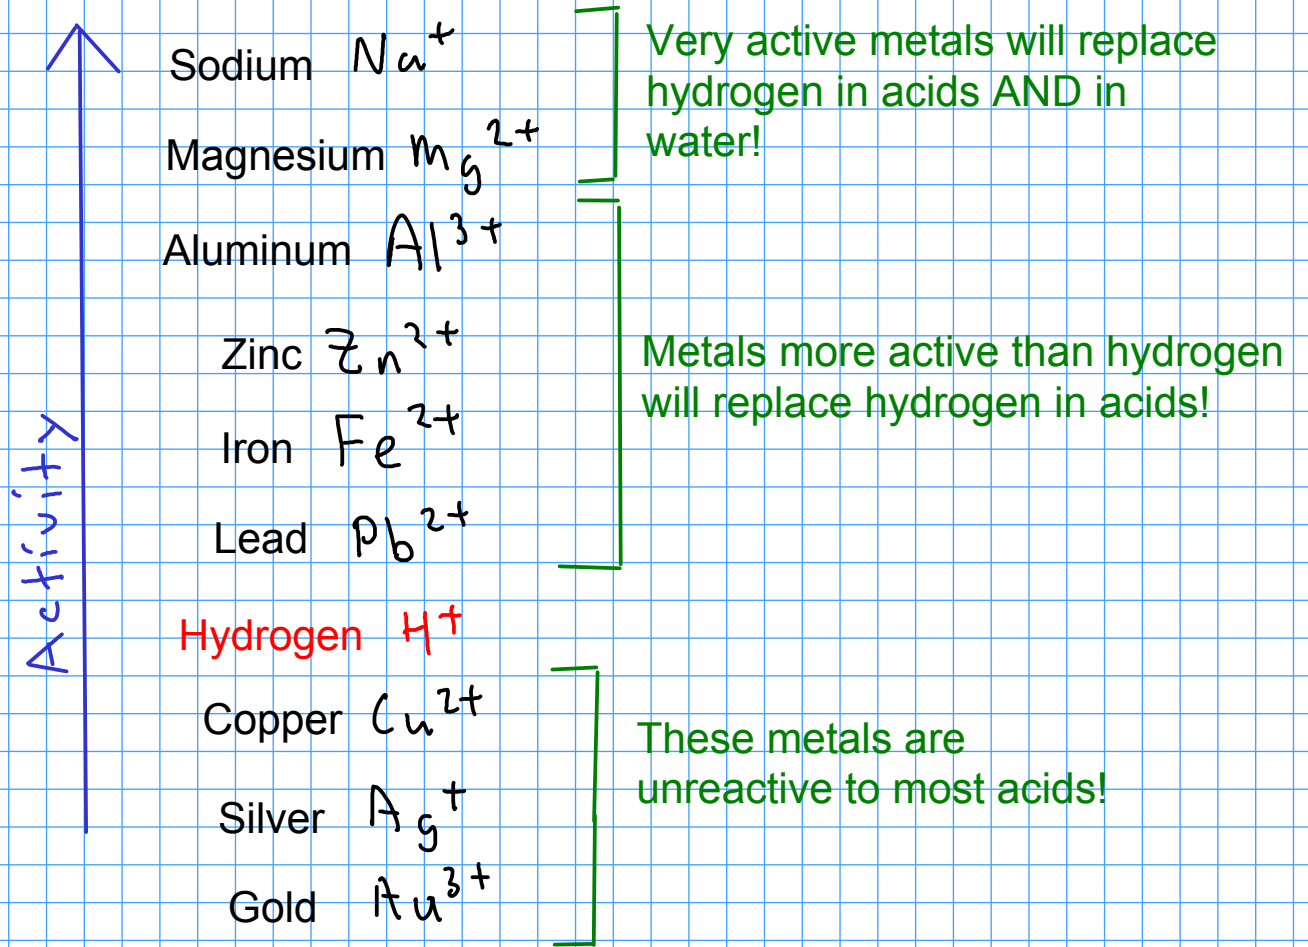 Sodium Na⁺
Magnesium Mg²⁺
Aluminum Al³⁺
Zinc Zn²⁺
Iron Fe²⁺
Lead Pb²⁺
Hydrogen H⁺
Copper Cu²⁺
Silver Ag⁺
Gold Au³⁺
Activity
Very active metals will replace
hydrogen in acids AND in
water!
Metals more active than hydrogen
will replace hydrogen in acids!
These metals are
unreactive to most acids!